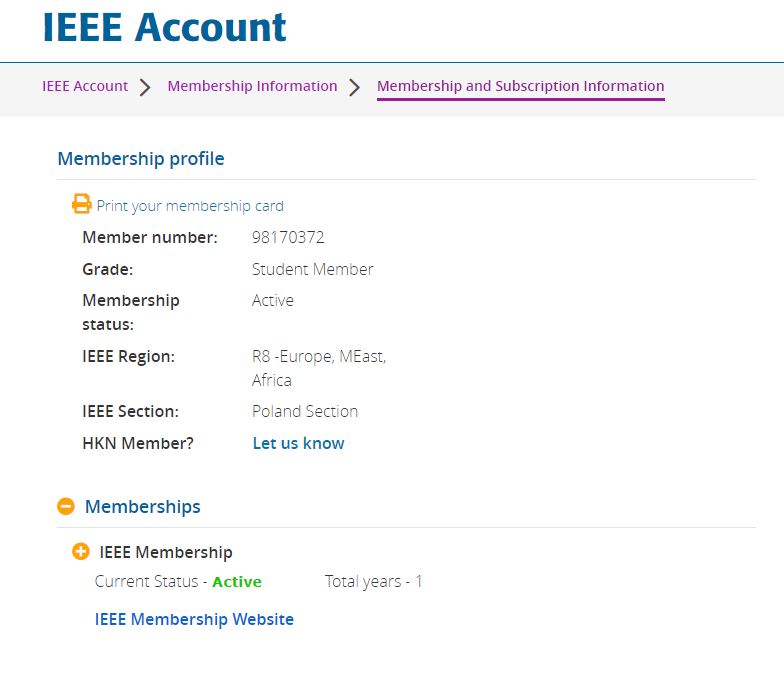 IEEE Account
IEEE Account > Membership Information > Membership and Subscription Information
Membership profile
Print your membership card
Member number: 98170372
Grade: Student Member
Membership status: Active
IEEE Region: R8 -Europe, MEast, Africa
IEEE Section: Poland Section
HKN Member? Let us know
Memberships
IEEE Membership
Current Status - Active Total years - 1
IEEE Membership Website